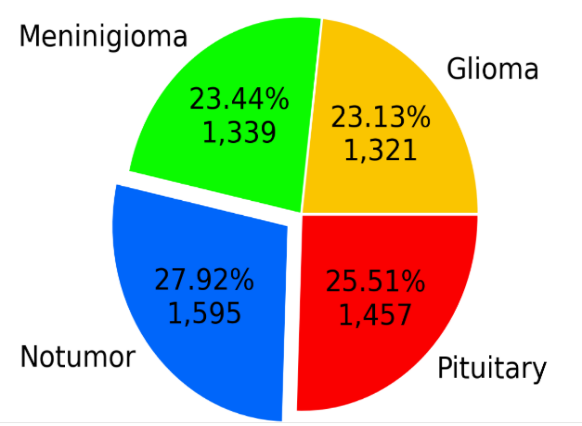 Meninigioma
Glioma
23.44%
1,339
23.13%
1,321
27.92%
1,595
25.51%
1,457
Notumor
Pituitary